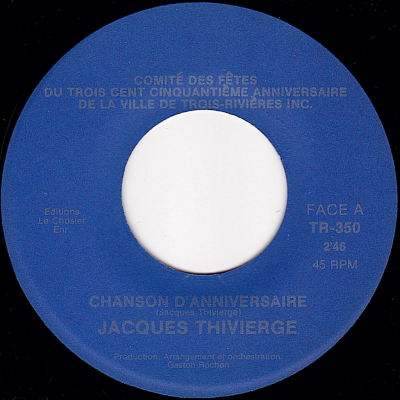 COMITÉ DES FÊTES
DU TROIS CENT CINQUANTIÈME ANNIVERSAIRE
DE LA VILLE DE TROIS-RIVIÈRES INC.
Editions
Le Chosier
Enr.
FACE A
TR-350
2'46
45 RPM
CHANSON D'ANNIVERSAIRE
(Jacques Thivierge)
JACQUES THIVIERGE
Production, Arrangement et orchestration,
Gaston Rochon